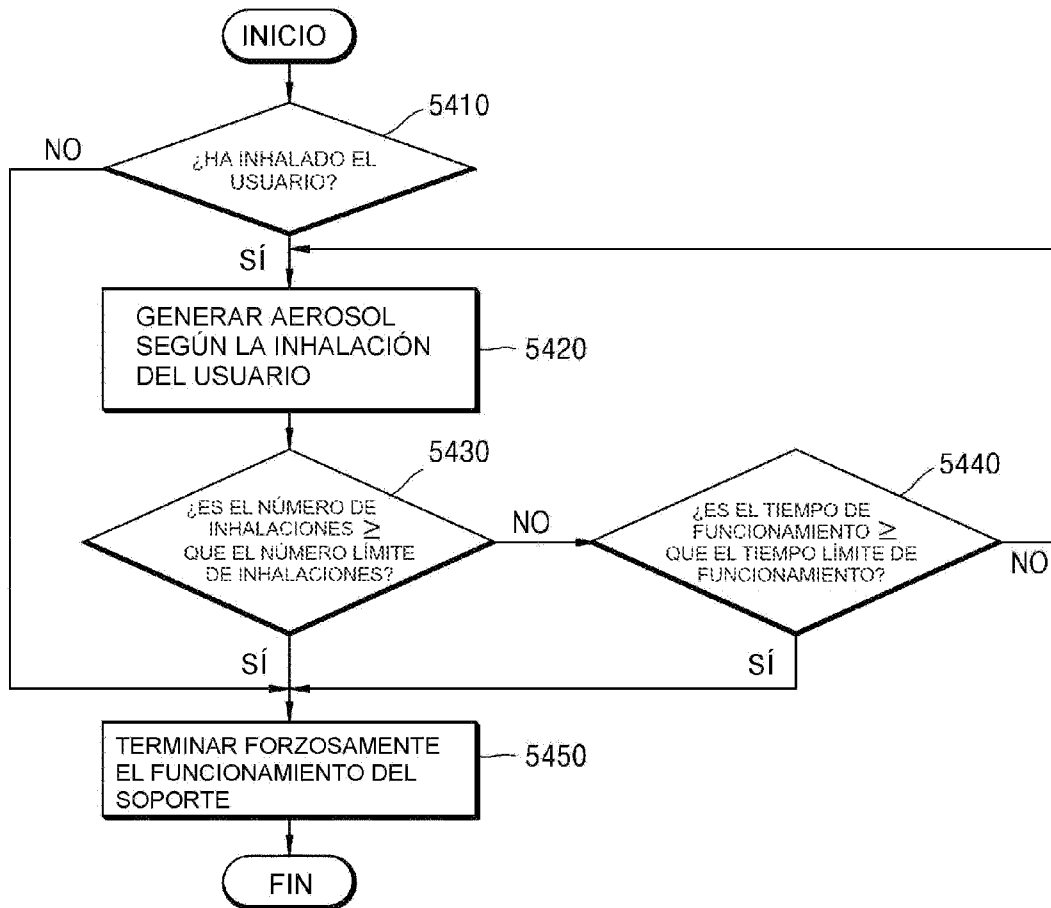 INICIO
5410
NO
¿HA INHALADO EL
USUARIO?
SÍ
GENERAR AEROSOL
SEGÚN LA INHALACIÓN
DEL USUARIO
5420
5430
¿ES EL NÚMERO DE
INHALACIONES ≥
QUE EL NÚMERO LÍMITE
DE INHALACIONES?
NO
5440
¿ES EL TIEMPO DE
FUNCIONAMIENTO ≥
QUE EL TIEMPO LÍMITE DE
FUNCIONAMIENTO?
NO
SÍ
SÍ
TERMINAR FORZOSAMENTE
EL FUNCIONAMIENTO DEL
SOPORTE
5450
FIN